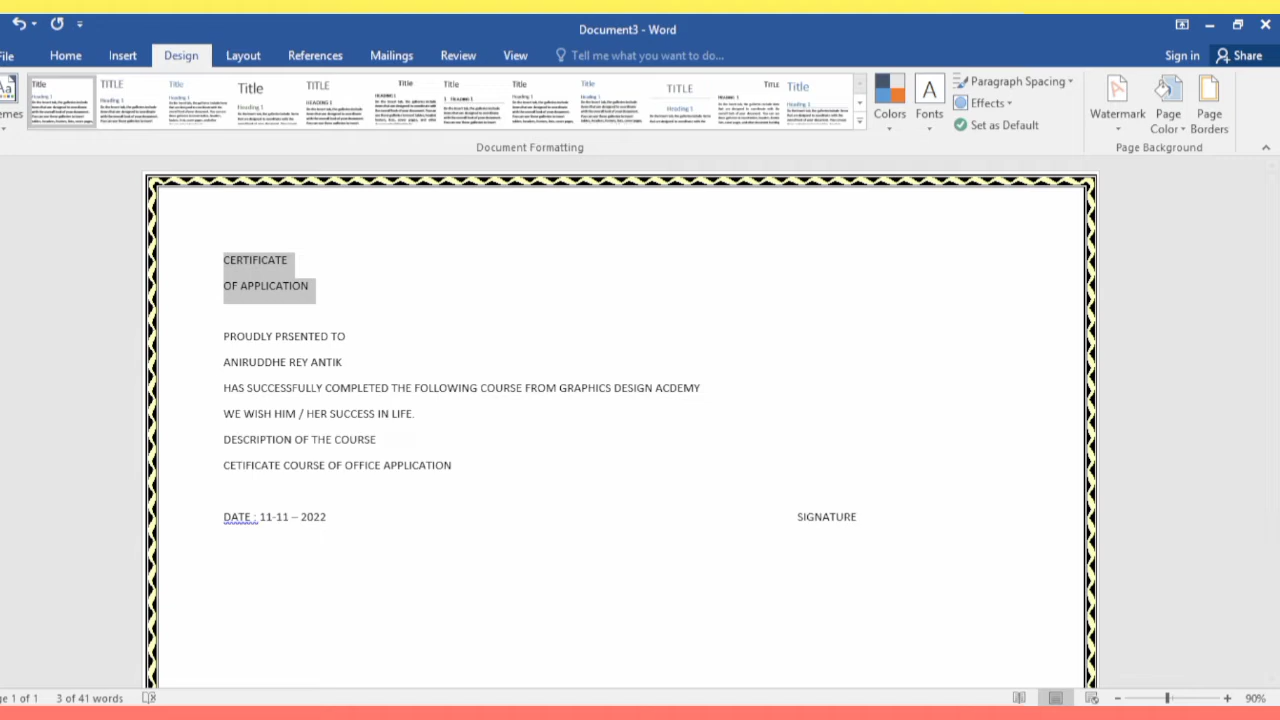 Document3 - Word
File Home Insert Design Layout References Mailings Review View Tell me what you want to do... Sign in Share
Paragraph Spacing
Effects
Set as Default
Colors Fonts Watermark Page Color Page Borders
Document Formatting Page Background
CERTIFICATE
OF APPLICATION
PROUDLY PRSENTED TO
ANIRUDDHE REY ANTIK
HAS SUCCESSFULLY COMPLETED THE FOLLOWING COURSE FROM GRAPHICS DESIGN ACDEMY
WE WISH HIM / HER SUCCESS IN LIFE.
DESCRIPTION OF THE COURSE
CETIFICATE COURSE OF OFFICE APPLICATION
DATE : 11-11 – 2022 SIGNATURE
ge 1 of 1 3 of 41 words 90%